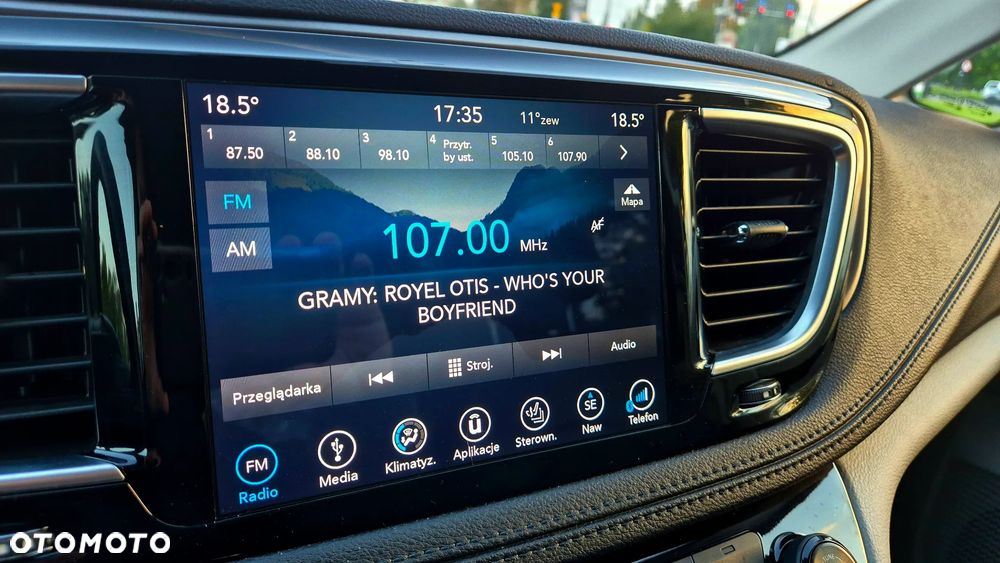 18.5° 17:35 11°zew 18.5°
1 87.50 2 88.10 3 98.10 4 Przytr. by ust. 5 105.10 6 107.90
FM
Mapa
AM
107.00 MHz AF
GRAMY: ROYEL OTIS - WHO'S YOUR
BOYFRIEND
Przeglądarka Stroj. Audio
FM SE
Radio Media Klimatyz. Aplikacje Sterown. Naw Telefon
TUNE
OTOMOTO